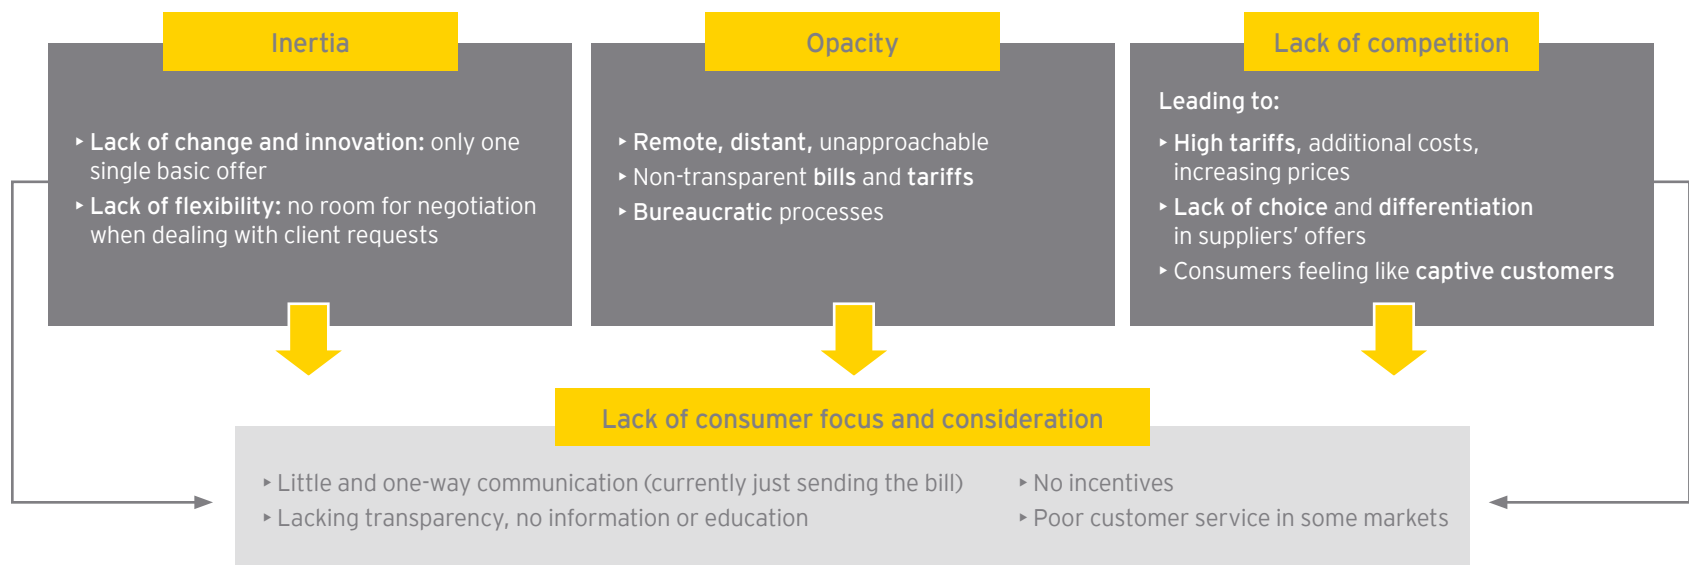 Inertia
‣ Lack of change and innovation: only one
single basic offer
‣ Lack of flexibility: no room for negotiation
when dealing with client requests
Opacity
‣ Remote, distant, unapproachable
‣ Non-transparent bills and tariffs
‣ Bureaucratic processes
Lack of competition
Leading to:
‣ High tariffs, additional costs,
increasing prices
‣ Lack of choice and differentiation
in suppliers’ offers
‣ Consumers feeling like captive customers
Lack of consumer focus and consideration
‣ Little and one-way communication (currently just sending the bill)
‣ Lacking transparency, no information or education
‣ No incentives
‣ Poor customer service in some markets